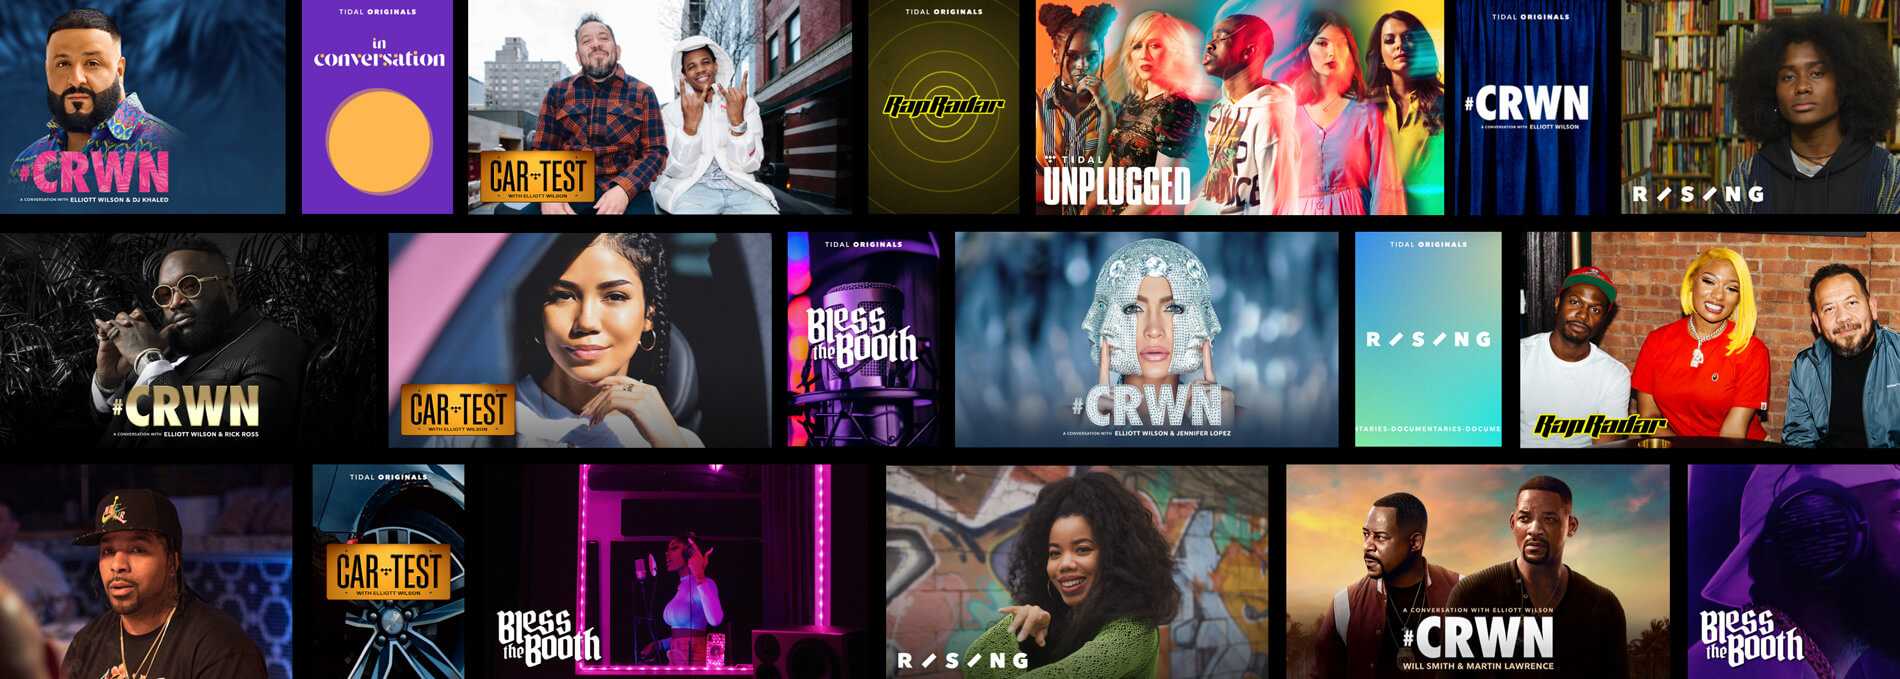 #CRWN
A CONVERSATION WITH ELLIOTT WILSON & DJ KHALED
TIDAL ORIGINALS
in
conversation
CAR TEST
WITH ELLIOTT WILSON
TIDAL ORIGINALS
RapRadar
TIDAL
UNPLUGGED
TIDAL ORIGINALS
#CRWN
A CONVERSATION WITH ELLIOTT WILSON
RISING
#CRWN
A CONVERSATION WITH ELLIOTT WILSON & RICK ROSS
CAR TEST
WITH ELLIOTT WILSON
TIDAL ORIGINALS
Bless
the Booth
#CRWN
A CONVERSATION WITH ELLIOTT WILSON & JENNIFER LOPEZ
TIDAL ORIGINALS
RISING
NTARIES-DOCUMENTARIES-DOCUME
RapRadar
TIDAL ORIGINALS
CAR TEST
WITH ELLIOTT WILSON
Bless
the Booth
RISING
A CONVERSATION WITH ELLIOTT WILSON
#CRWN
WILL SMITH & MARTIN LAWRENCE
Bless
the Booth